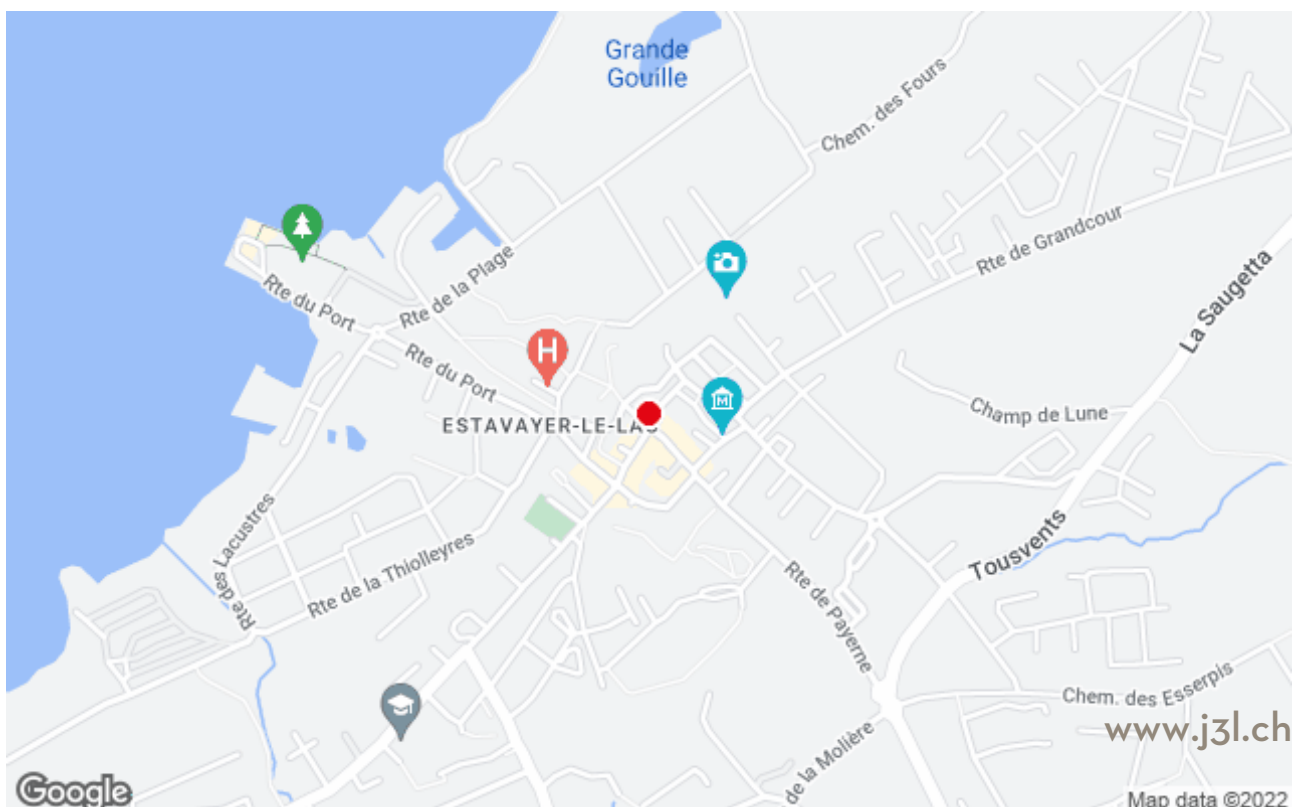 Grande
Gouille
Chem. des Fours
Rte de Grandcour
La Saugetta
Rte de la Plage
Rte du Port
Rte du Port
H
M
Champ de Lune
ESTAVAYER-LE-LAC
Rte des Lacustres
Rte de la Thiolleyres
Tousvents
Rte de Payerne
Chem. des Esserpis
www.j3l.ch
de la Molière
Google
Map data ©2022